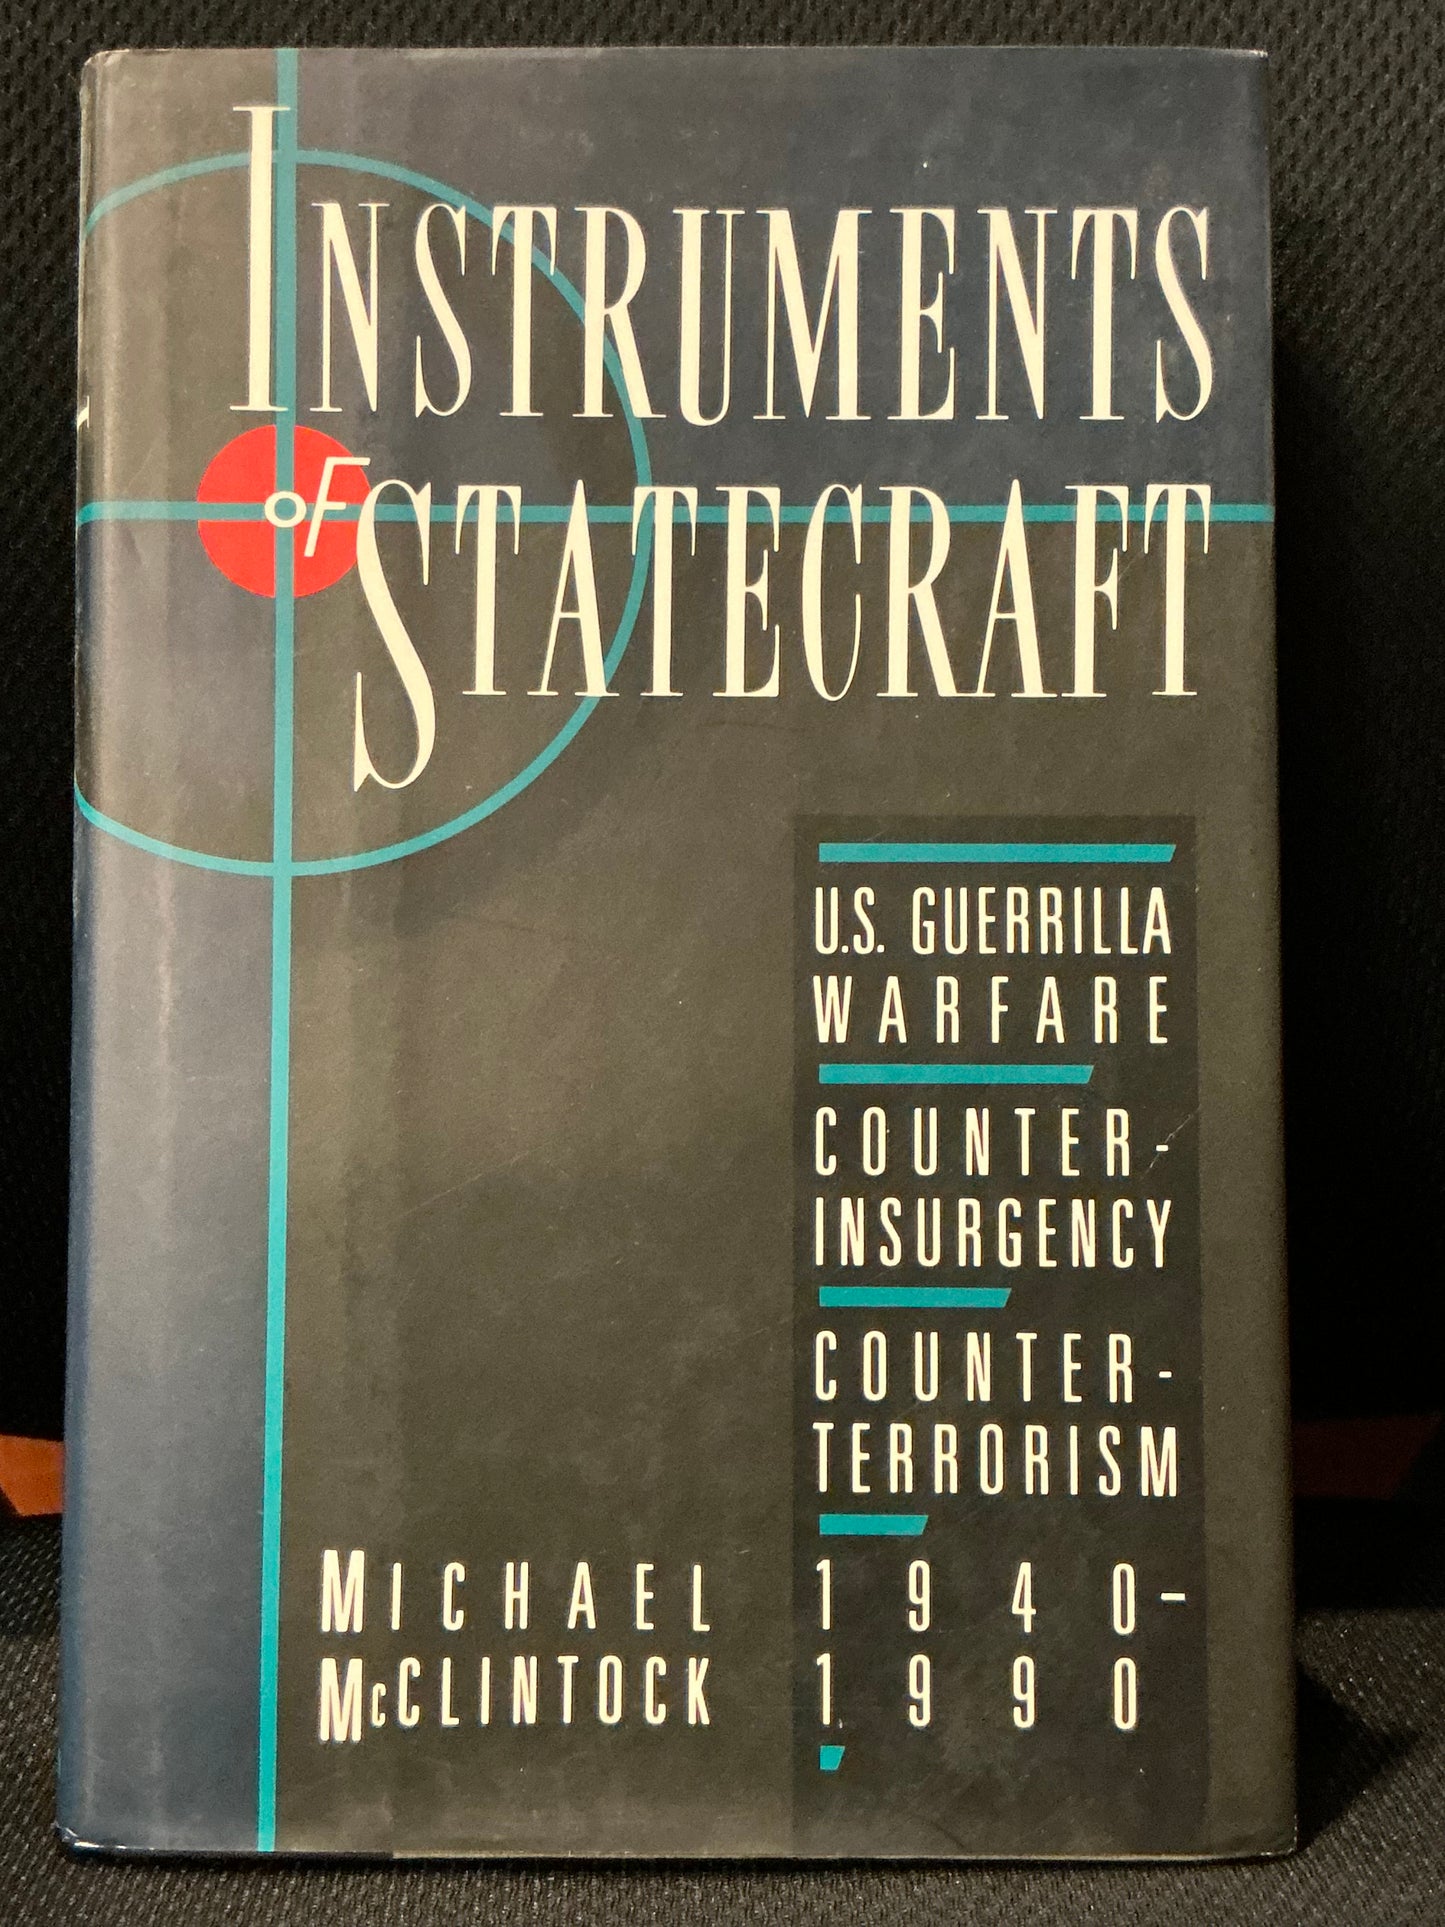 INSTRUMENTS
OF STATECRAFT
U.S. GUERRILLA
WARFARE
COUNTER-
INSURGENCY
COUNTER-
TERRORISM
1940-
1990
MICHAEL
McCLINTOCK